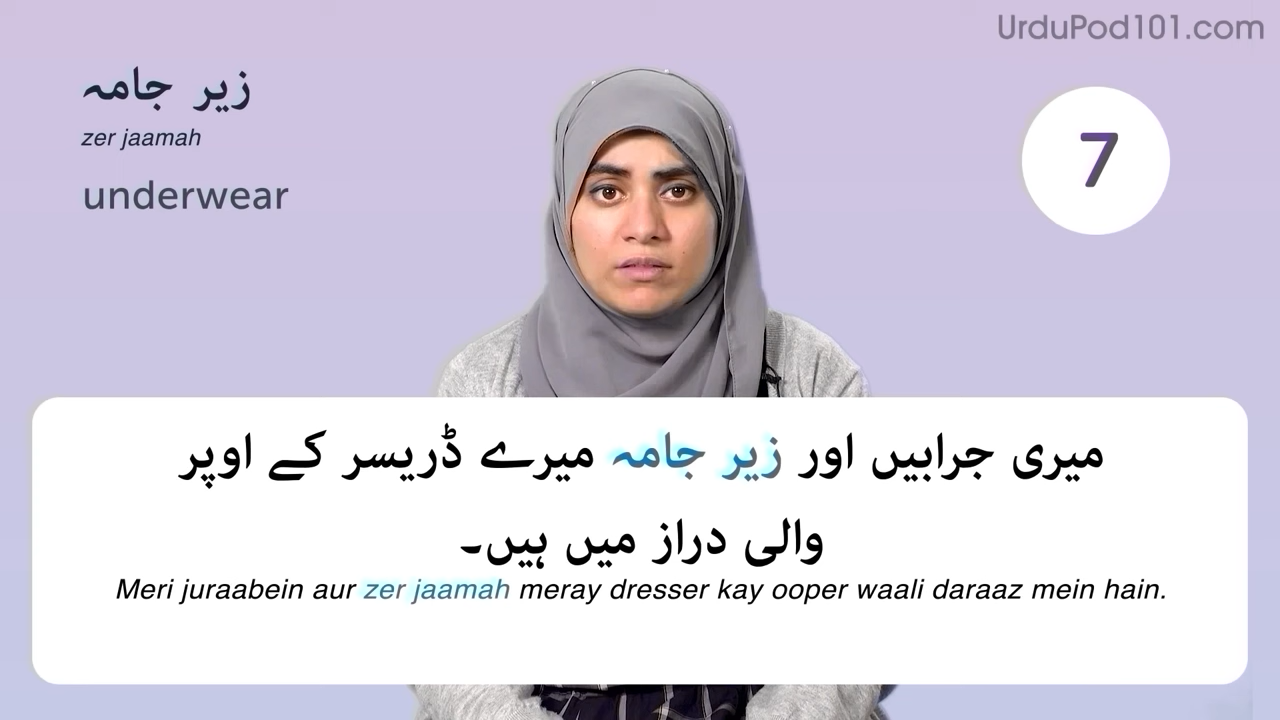 UrduPod101.com
زیر جامہ
zer jaamah
underwear
7
میری جرابیں اور زیر جامہ میرے ڈریسر کے اوپر
والی دراز میں ہیں۔
Meri juraabein aur zer jaamah meray dresser kay ooper waali daraaz mein hain.